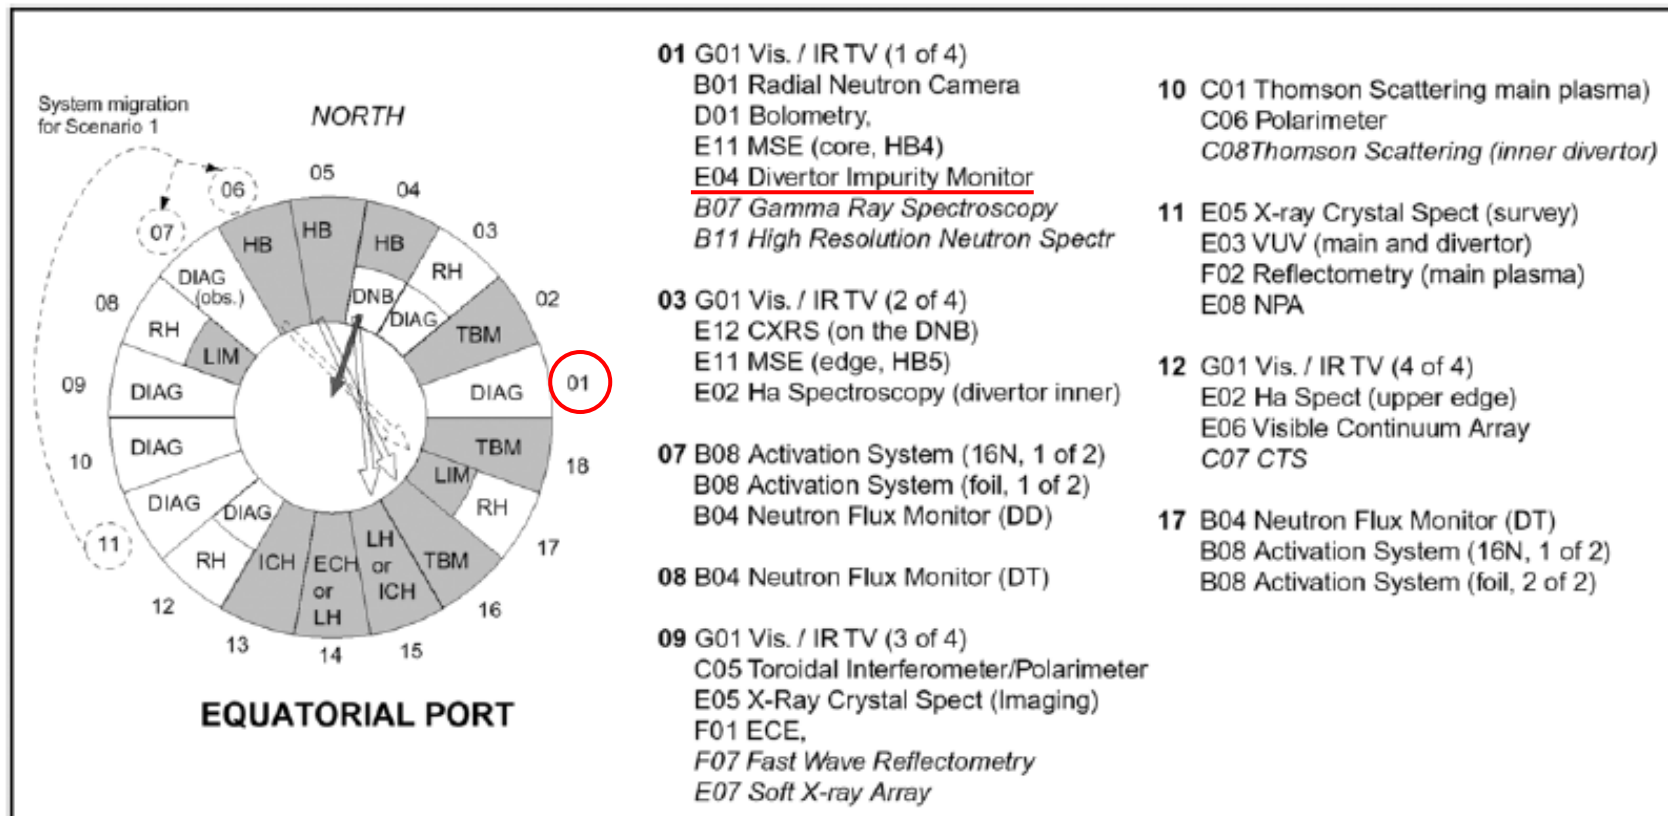 System migration
for Scenario 1
NORTH
05
06
04
07
03
HB
HB
HB
DIAG
(obs.)
RH
DNB
DIAG
08
02
RH
LIM
TBM
09
DIAG
DIAG
01
10
DIAG
TBM
18
DIAG
LIM
DIAG
RH
11
RH
ICH
ECH
or
LH
LH
or
ICH
TBM
17
12
16
13
14
15
EQUATORIAL PORT
01 G01 Vis. / IR TV (1 of 4)
B01 Radial Neutron Camera
D01 Bolometry,
E11 MSE (core, HB4)
E04 Divertor Impurity Monitor
B07 Gamma Ray Spectroscopy
B11 High Resolution Neutron Spectr
03 G01 Vis. / IR TV (2 of 4)
E12 CXRS (on the DNB)
E11 MSE (edge, HB5)
E02 Ha Spectroscopy (divertor inner)
07 B08 Activation System (16N, 1 of 2)
B08 Activation System (foil, 1 of 2)
B04 Neutron Flux Monitor (DD)
08 B04 Neutron Flux Monitor (DT)
09 G01 Vis. / IR TV (3 of 4)
C05 Toroidal Interferometer/Polarimeter
E05 X-Ray Crystal Spect (Imaging)
F01 ECE,
F07 Fast Wave Reflectometry
E07 Soft X-ray Array
10 C01 Thomson Scattering main plasma)
C06 Polarimeter
C08Thomson Scattering (inner divertor)
11 E05 X-ray Crystal Spect (survey)
E03 VUV (main and divertor)
F02 Reflectometry (main plasma)
E08 NPA
12 G01 Vis. / IR TV (4 of 4)
E02 Ha Spect (upper edge)
E06 Visible Continuum Array
C07 CTS
17 B04 Neutron Flux Monitor (DT)
B08 Activation System (16N, 1 of 2)
B08 Activation System (foil, 2 of 2)